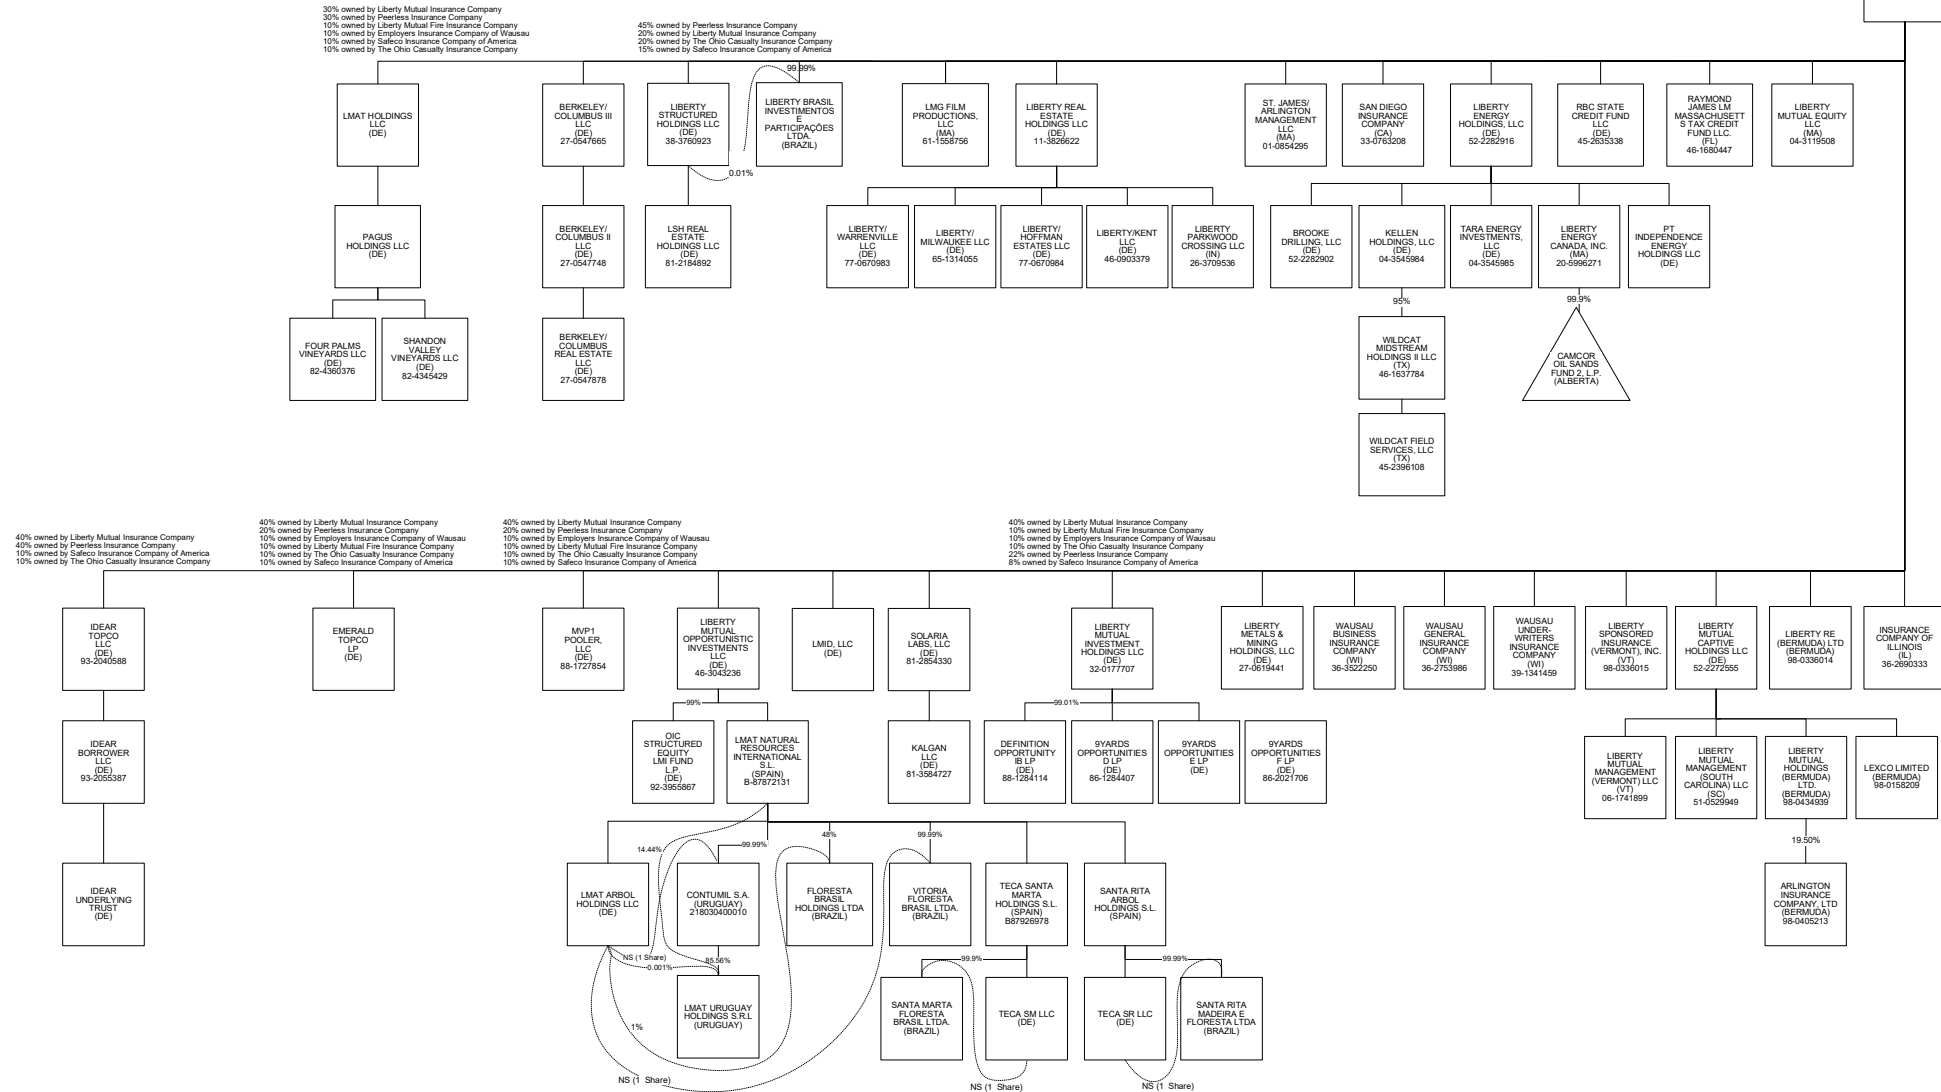 30% owned by Liberty Mutual Insurance Company
30% owned by Peerless Insurance Company
10% owned by Liberty Mutual Fire Insurance Company
10% owned by Employers Insurance Company of Wausau
10% owned by Safeco Insurance Company of America
10% owned by The Ohio Casualty Insurance Company
45% owned by Peerless Insurance Company
20% owned by Liberty Mutual Insurance Company
20% owned by The Ohio Casualty Insurance Company
15% owned by Safeco Insurance Company of America
LMAT HOLDINGS
LLC
(DE)
BERKELEY/
COLUMBUS III
LLC
(DE)
27-0547665
LIBERTY
STRUCTURED
HOLDINGS LLC
(DE)
38-3760923
99.99%
LIBERTY BRASIL
INVESTIMENTOS
E
PARTICIPAÇÕES
LTDA.
(BRAZIL)
0.01%
LMG FILM
PRODUCTIONS,
LLC
(MA)
61-1558756
LIBERTY REAL
ESTATE
HOLDINGS LLC
(DE)
11-3826622
ST. JAMES/
ARLINGTON
MANAGEMENT
LLC
(MA)
01-0854295
SAN DIEGO
INSURANCE
COMPANY
(CA)
33-0763208
LIBERTY
ENERGY
HOLDINGS, LLC
(DE)
52-2282916
RBC STATE
CREDIT FUND
LLC
(DE)
45-2635338
RAYMOND
JAMES LM
MASSACHUSETT
S TAX CREDIT
FUND LLC.
(FL)
46-1680447
LIBERTY
MUTUAL EQUITY
LLC
(MA)
04-3119508
PAGUS
HOLDINGS LLC
(DE)
BERKELEY/
COLUMBUS II
LLC
(DE)
27-0547748
LSH REAL
ESTATE
HOLDINGS LLC
(DE)
81-2184892
LIBERTY/
WARRENVILLE
LLC
(DE)
77-0670983
LIBERTY/
MILWAUKEE LLC
(DE)
65-1314055
LIBERTY/
HOFFMAN
ESTATES LLC
(DE)
77-0670984
LIBERTY/KENT
LLC
(DE)
46-0903379
LIBERTY
PARKWOOD
CROSSING LLC
(IN)
26-3709536
BROOKE
DRILLING, LLC
(DE)
52-2282902
KELLEN
HOLDINGS, LLC
(DE)
04-3545984
TARA ENERGY
INVESTMENTS,
LLC
(DE)
04-3545985
LIBERTY
ENERGY
CANADA, INC.
(MA)
20-5996271
PT
INDEPENDENCE
ENERGY
HOLDINGS LLC
(DE)
FOUR PALMS
VINEYARDS LLC
(DE)
82-4360376
SHANDON
VALLEY
VINEYARDS LLC
(DE)
82-4345429
BERKELEY/
COLUMBUS
REAL ESTATE
LLC
(DE)
27-0547878
95%
WILDCAT
MIDSTREAM
HOLDINGS II LLC
(TX)
46-1637784
99.9%
CAMCOR
OIL SANDS
FUND 2, L.P.
(ALBERTA)
WILDCAT FIELD
SERVICES, LLC
(TX)
45-2396108
40% owned by Liberty Mutual Insurance Company
40% owned by Peerless Insurance Company
10% owned by Safeco Insurance Company of America
10% owned by The Ohio Casualty Insurance Company
40% owned by Liberty Mutual Insurance Company
20% owned by Peerless Insurance Company
10% owned by Employers Insurance Company of Wausau
10% owned by Liberty Mutual Fire Insurance Company
10% owned by The Ohio Casualty Insurance Company
10% owned by Safeco Insurance Company of America
40% owned by Liberty Mutual Insurance Company
20% owned by Peerless Insurance Company
10% owned by Employers Insurance Company of Wausau
10% owned by Liberty Mutual Fire Insurance Company
10% owned by The Ohio Casualty Insurance Company
10% owned by Safeco Insurance Company of America
40% owned by Liberty Mutual Insurance Company
10% owned by Liberty Mutual Fire Insurance Company
10% owned by Employers Insurance Company of Wausau
10% owned by The Ohio Casualty Insurance Company
22% owned by Peerless Insurance Company
8% owned by Safeco Insurance Company of America
IDEAR
TOPCO
LLC
(DE)
93-2040588
EMERALD
TOPCO
LP
(DE)
MVP1
POOLER,
LLC
(DE)
88-1727854
LIBERTY
MUTUAL
OPPORTUNISTIC
INVESTMENTS
LLC
(DE)
46-3043236
LMID, LLC
(DE)
SOLARIA
LABS, LLC
(DE)
81-2854330
LIBERTY
MUTUAL
INVESTMENT
HOLDINGS LLC
(DE)
32-0177707
LIBERTY
METALS &
MINING
HOLDINGS, LLC
(DE)
27-0619441
WAUSAU
BUSINESS
INSURANCE
COMPANY
(WI)
36-3522250
WAUSAU
GENERAL
INSURANCE
COMPANY
(WI)
36-2753986
WAUSAU
UNDER-
WRITERS
INSURANCE
COMPANY
(WI)
39-1341459
LIBERTY
SPONSORED
INSURANCE
(VERMONT), INC.
(VT)
98-0336015
LIBERTY
MUTUAL
CAPTIVE
HOLDINGS LLC
(DE)
52-2272555
LIBERTY RE
(BERMUDA) LTD
(BERMUDA)
98-0336014
INSURANCE
COMPANY OF
ILLINOIS
(IL)
36-2690333
IDEAR
BORROWER
LLC
(DE)
93-2055387
99%
OIC
STRUCTURED
EQUITY
LMI FUND
L.P.
(DE)
92-3955867
LMAT NATURAL
RESOURCES
INTERNATIONAL
S.L.
(SPAIN)
B-87872131
KALGAN
LLC
(DE)
81-3584727
99.01%
DEFINITION
OPPORTUNITY
IB LP
(DE)
88-1284114
9YARDS
OPPORTUNITIES
D LP
(DE)
86-1284407
9YARDS
OPPORTUNITIES
E LP
(DE)
9YARDS
OPPORTUNITIES
F LP
(DE)
86-2021706
LIBERTY
MUTUAL
MANAGEMENT
(VERMONT) LLC
(VT)
06-1741899
LIBERTY
MUTUAL
MANAGEMENT
(SOUTH
CAROLINA) LLC
(SC)
51-0529949
LIBERTY
MUTUAL
HOLDINGS
(BERMUDA)
LTD.
(BERMUDA)
98-0434939
LEXCO LIMITED
(BERMUDA)
98-0158209
IDEAR
UNDERLYING
TRUST
(DE)
14.44%
99.99%
48%
99.99%
19.50%
LMAT ARBOL
HOLDINGS LLC
(DE)
CONTUMIL S.A.
(URUGUAY)
218030400010
FLORESTA
BRASIL
HOLDINGS LTDA
(BRAZIL)
VITORIA
FLORESTA
BRASIL LTDA.
(BRAZIL)
TECA SANTA
MARTA
HOLDINGS S.L.
(SPAIN)
B87926978
SANTA RITA
ARBOL
HOLDINGS S.L.
(SPAIN)
ARLINGTON
INSURANCE
COMPANY, LTD
(BERMUDA)
98-0405213
NS (1 Share)
0.001%
85.56%
99.9%
99.99%
LMAT URUGUAY
HOLDINGS S.R.L
(URUGUAY)
SANTA MARTA
FLORESTA
BRASIL LTDA.
(BRAZIL)
TECA SM LLC
(DE)
TECA SR LLC
(DE)
SANTA RITA
MADEIRA E
FLORESTA LTDA
(BRAZIL)
1%
NS (1 Share)
NS (1 Share)
NS (1 Share)